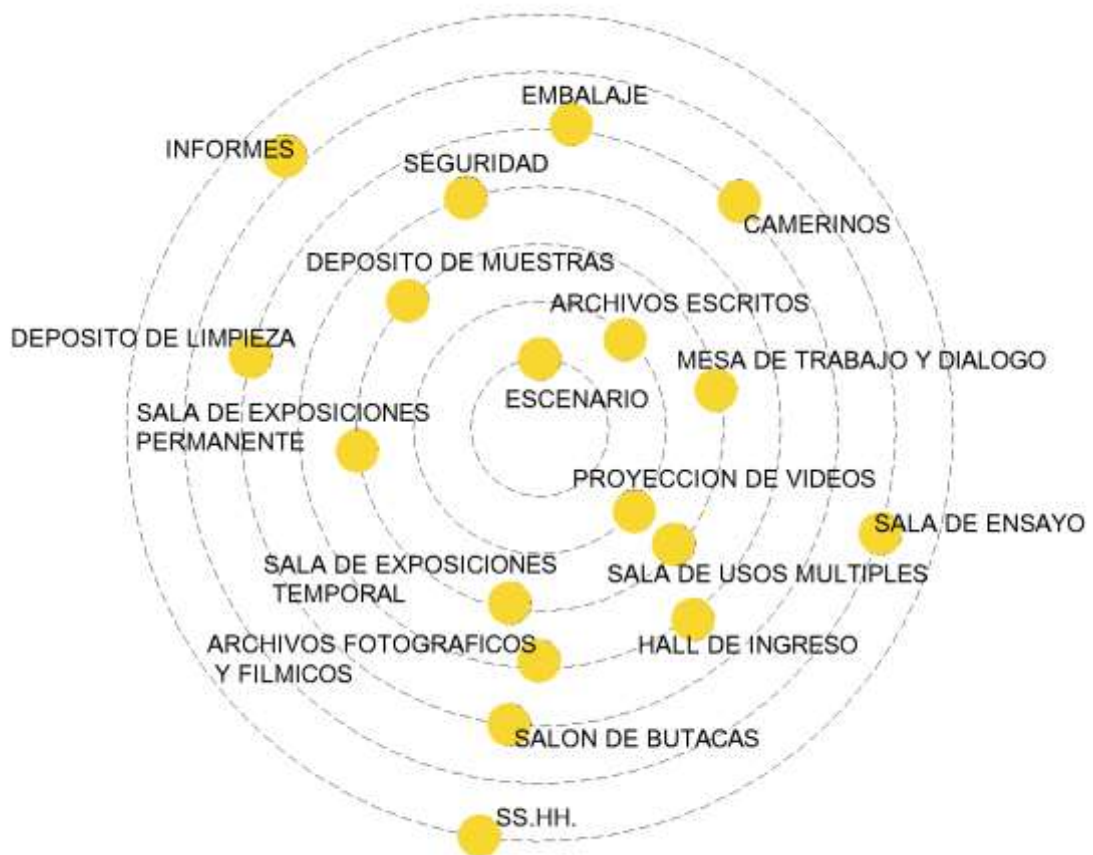 EMBALAJE
INFORMES
SEGURIDAD
CAMERINOS
DEPOSITO DE MUESTRAS
ARCHIVOS ESCRITOS
DEPOSITO DE LIMPIEZA
MESA DE TRABAJO Y DIALOGO
ESCENARIO
SALA DE EXPOSICIONES
PERMANENTE
PROYECCION DE VIDEOS
SALA DE ENSAYO
SALA DE EXPOSICIONES
TEMPORAL
SALA DE USOS MULTIPLES
ARCHIVOS FOTOGRAFICOS
Y FILMICOS
HALL DE INGRESO
SALON DE BUTACAS
SS.HH.